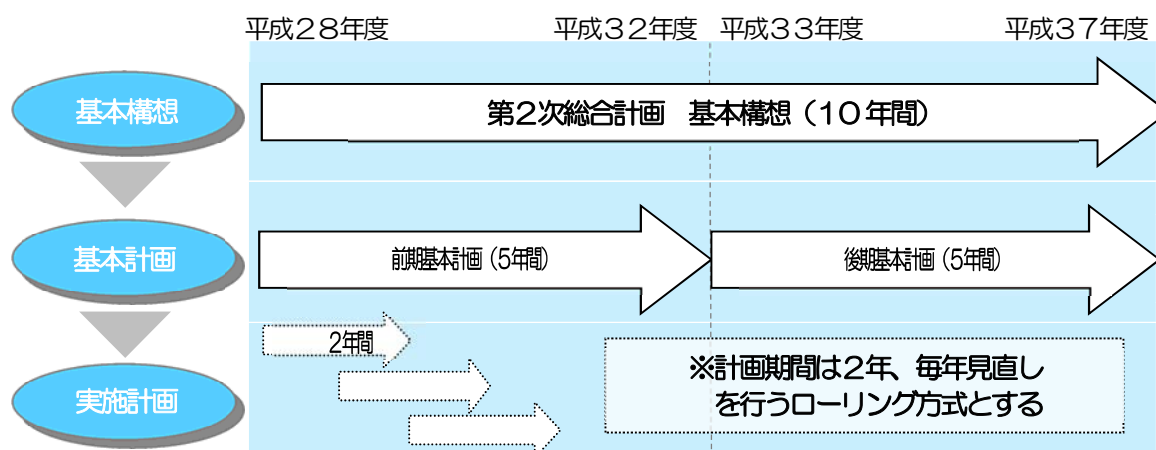 平成28年度
平成32年度
平成33年度
平成37年度
基本構想
第2次総合計画　基本構想（10年間）
基本計画
前期基本計画（5年間）
後期基本計画（5年間）
2年間
実施計画
※計画期間は2年、毎年見直し
を行うローリング方式とする